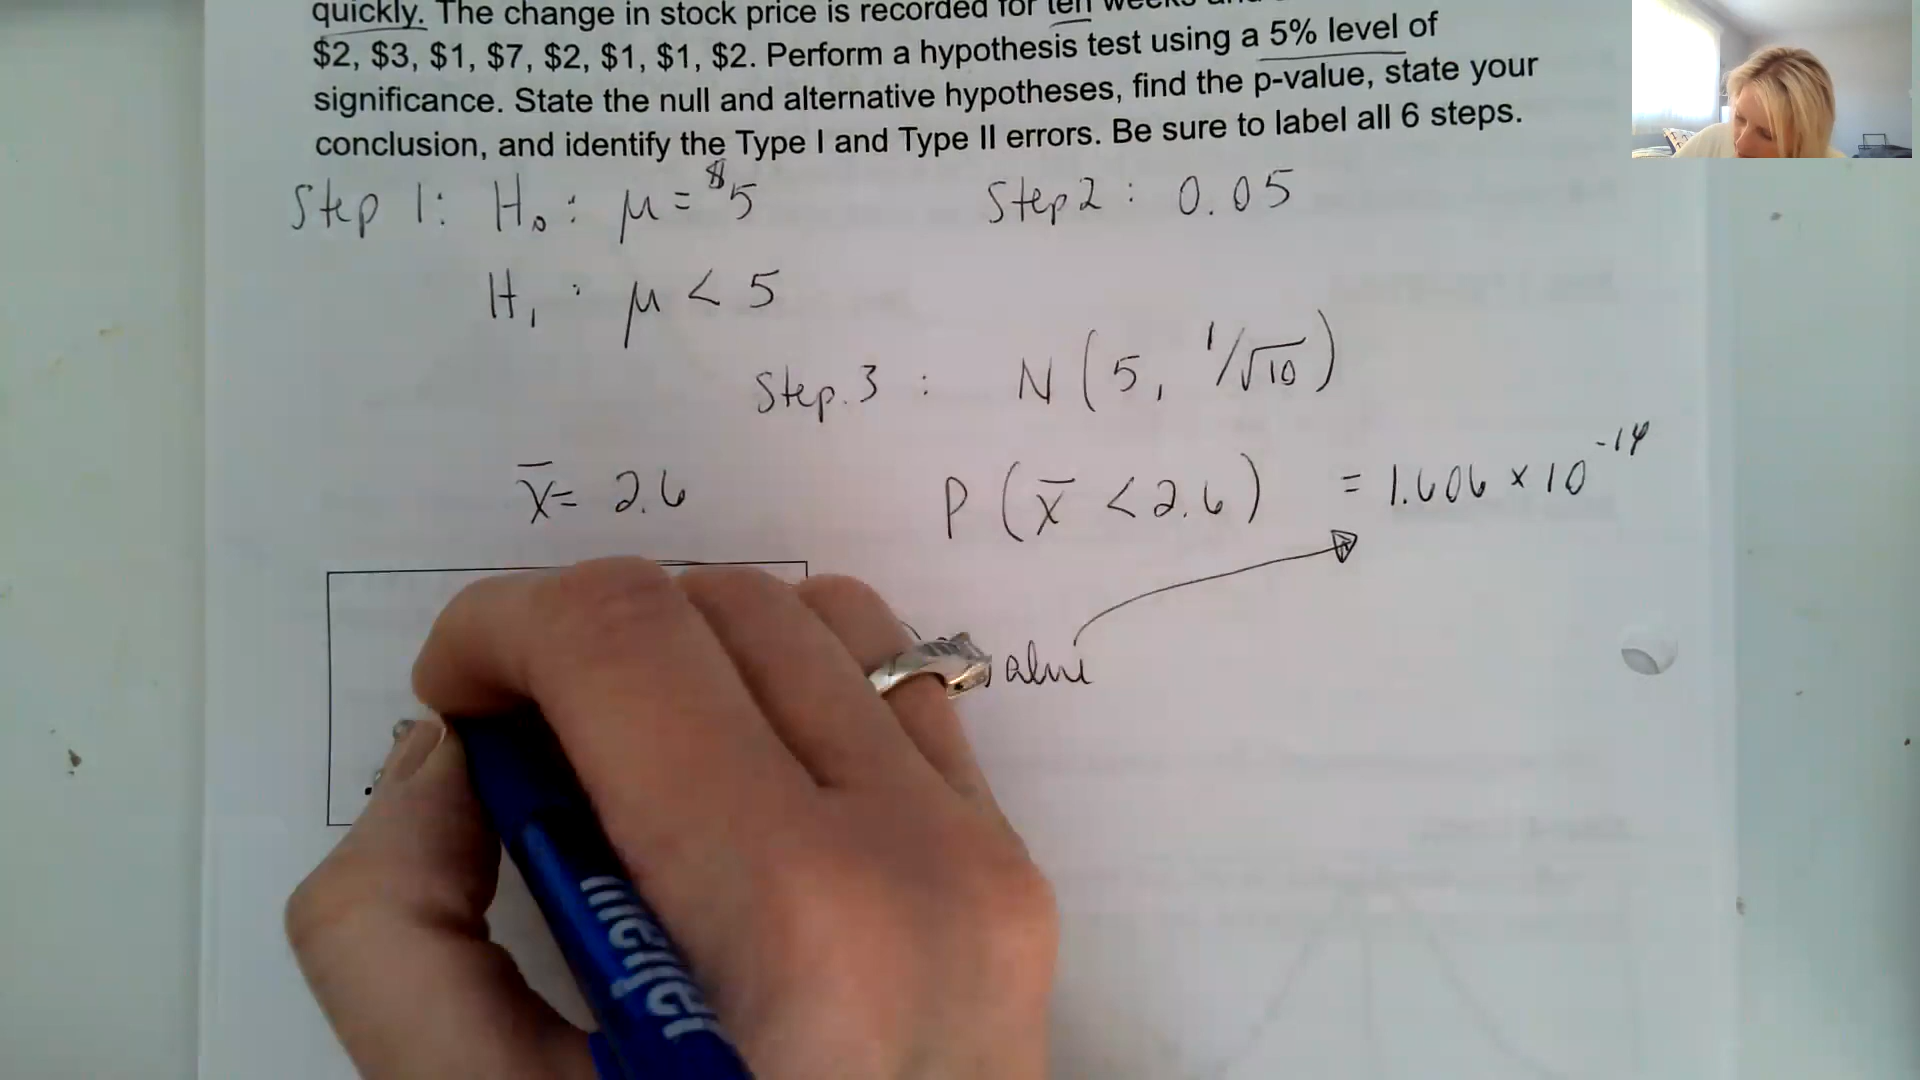 quickly. The change in stock price is recorded for ten weeks
$2, $3, $1, $7, $2, $1, $1, $2. Perform a hypothesis test using a 5% level of
significance. State the null and alternative hypotheses, find the p-value, state your
conclusion, and identify the Type I and Type II errors. Be sure to label all 6 steps.
Step 1: H₀: μ = $5 Step 2: 0.05
H₁: μ < 5
Step 3: N(5, 1/√10)
x̄ = 2.6 P(x̄ < 2.6) = 1.606 × 10⁻¹⁴
alue
meijer